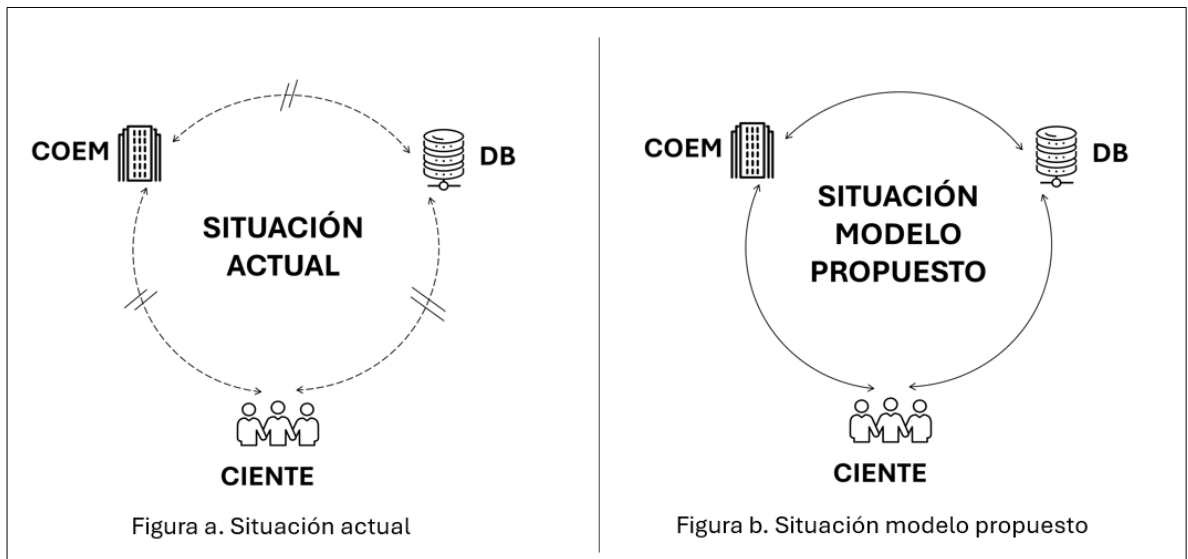 COEM
DB
SITUACIÓN
ACTUAL
CIENTE
Figura a. Situación actual
COEM
DB
SITUACIÓN
MODELO
PROPUESTO
CIENTE
Figura b. Situación modelo propuesto